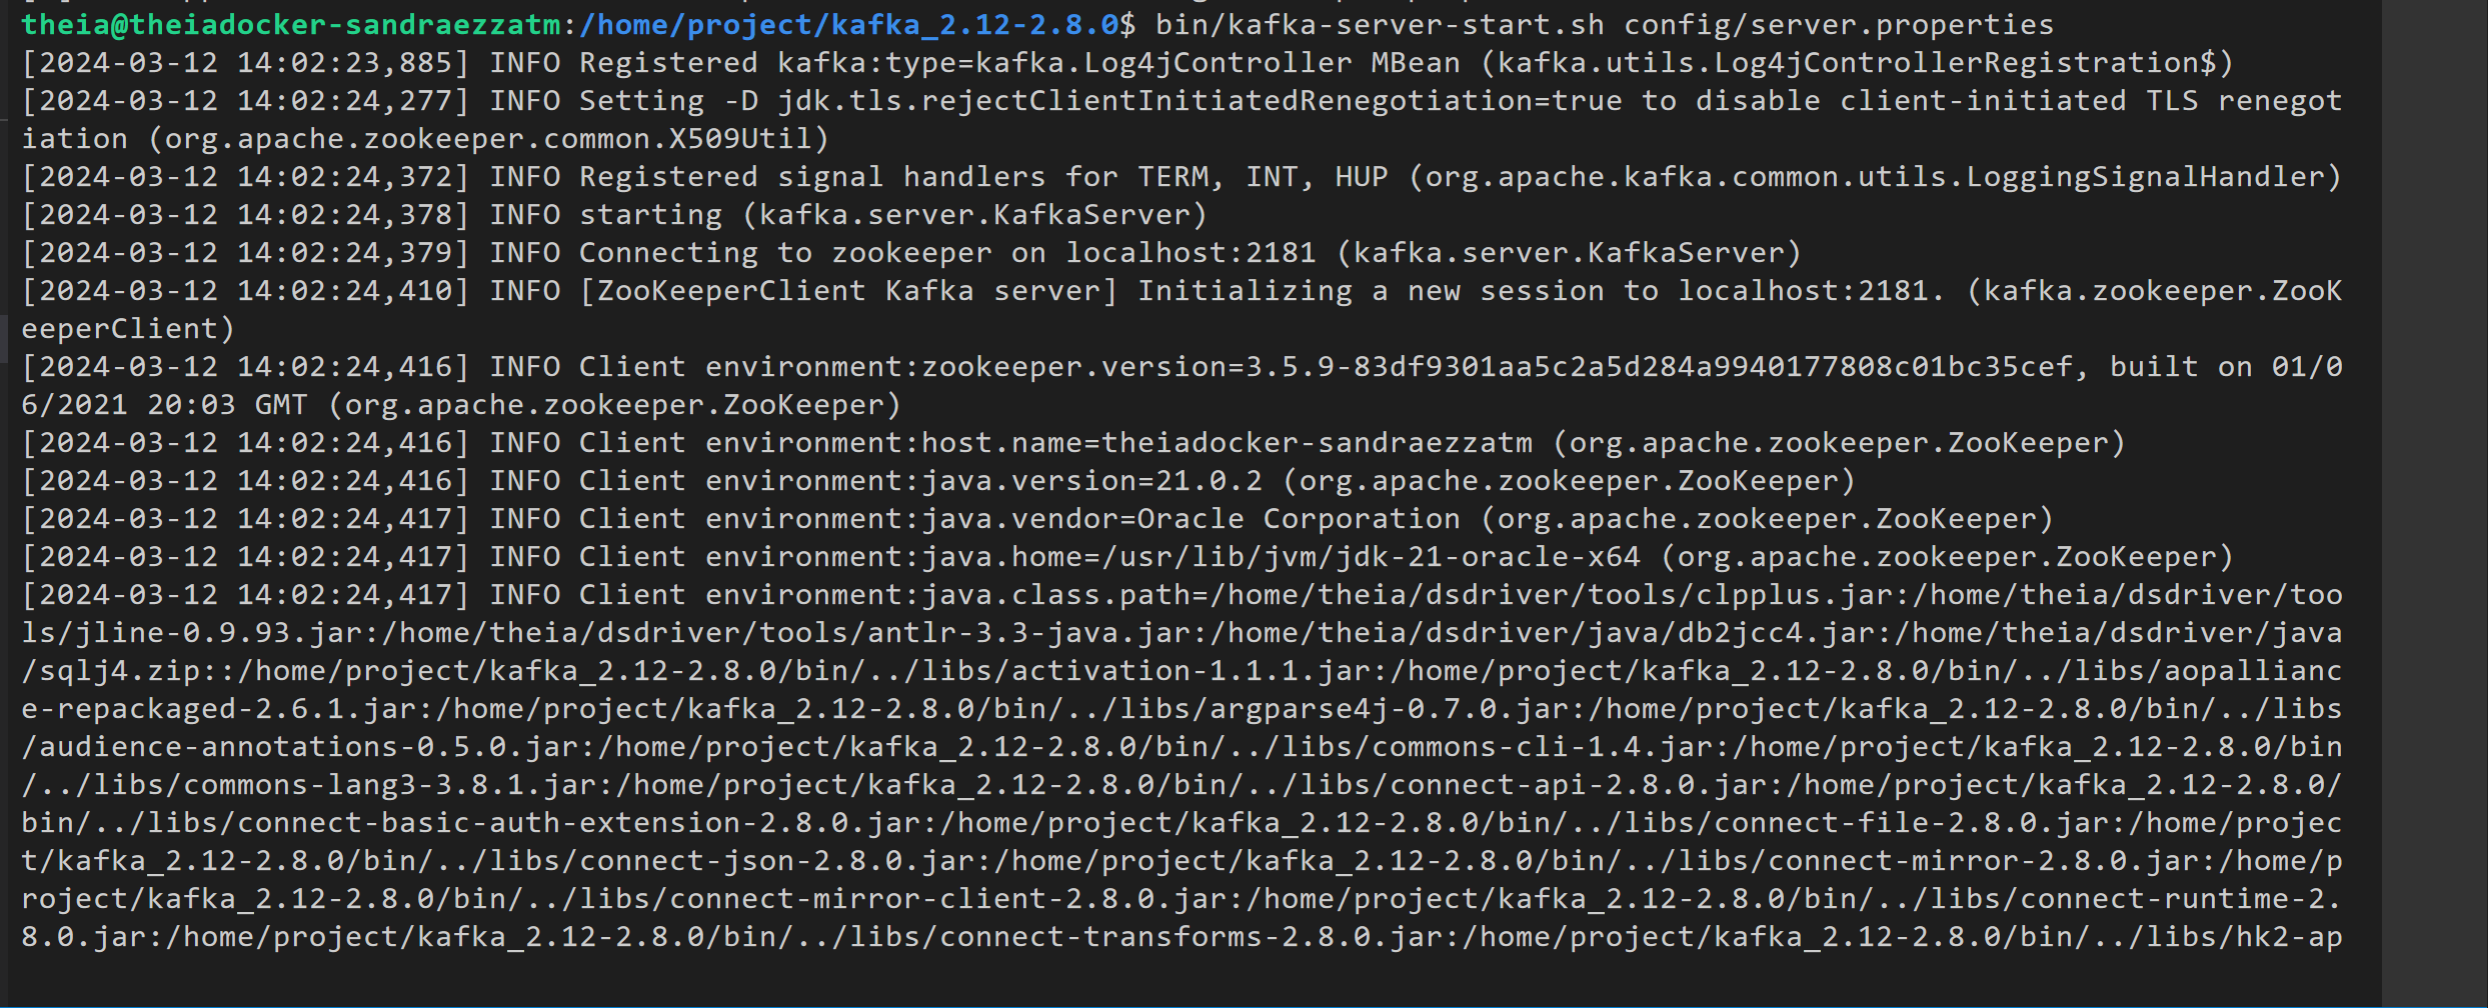 theia@theiadocker-sandraezzatm:/home/project/kafka_2.12-2.8.0$ bin/kafka-server-start.sh config/server.properties
[2024-03-12 14:02:23,885] INFO Registered kafka:type=kafka.Log4jController MBean (kafka.utils.Log4jControllerRegistration$)
[2024-03-12 14:02:24,277] INFO Setting -D jdk.tls.rejectClientInitiatedRenegotiation=true to disable client-initiated TLS renegot
iation (org.apache.zookeeper.common.X509Util)
[2024-03-12 14:02:24,372] INFO Registered signal handlers for TERM, INT, HUP (org.apache.kafka.common.utils.LoggingSignalHandler)
[2024-03-12 14:02:24,378] INFO starting (kafka.server.KafkaServer)
[2024-03-12 14:02:24,379] INFO Connecting to zookeeper on localhost:2181 (kafka.server.KafkaServer)
[2024-03-12 14:02:24,410] INFO [ZooKeeperClient Kafka server] Initializing a new session to localhost:2181. (kafka.zookeeper.ZooK
eeperClient)
[2024-03-12 14:02:24,416] INFO Client environment:zookeeper.version=3.5.9-83df9301aa5c2a5d284a9940177808c01bc35cef, built on 01/0
6/2021 20:03 GMT (org.apache.zookeeper.ZooKeeper)
[2024-03-12 14:02:24,416] INFO Client environment:host.name=theiadocker-sandraezzatm (org.apache.zookeeper.ZooKeeper)
[2024-03-12 14:02:24,416] INFO Client environment:java.version=21.0.2 (org.apache.zookeeper.ZooKeeper)
[2024-03-12 14:02:24,417] INFO Client environment:java.vendor=Oracle Corporation (org.apache.zookeeper.ZooKeeper)
[2024-03-12 14:02:24,417] INFO Client environment:java.home=/usr/lib/jvm/jdk-21-oracle-x64 (org.apache.zookeeper.ZooKeeper)
[2024-03-12 14:02:24,417] INFO Client environment:java.class.path=/home/theia/dsdriver/tools/clpplus.jar:/home/theia/dsdriver/too
ls/jline-0.9.93.jar:/home/theia/dsdriver/tools/antlr-3.3-java.jar:/home/theia/dsdriver/java/db2jcc4.jar:/home/theia/dsdriver/java
/sqlj4.zip::/home/project/kafka_2.12-2.8.0/bin/../libs/activation-1.1.1.jar:/home/project/kafka_2.12-2.8.0/bin/../libs/aopallianc
e-repackaged-2.6.1.jar:/home/project/kafka_2.12-2.8.0/bin/../libs/argparse4j-0.7.0.jar:/home/project/kafka_2.12-2.8.0/bin/../libs
/audience-annotations-0.5.0.jar:/home/project/kafka_2.12-2.8.0/bin/../libs/commons-cli-1.4.jar:/home/project/kafka_2.12-2.8.0/bin
/../libs/commons-lang3-3.8.1.jar:/home/project/kafka_2.12-2.8.0/bin/../libs/connect-api-2.8.0.jar:/home/project/kafka_2.12-2.8.0/
bin/../libs/connect-basic-auth-extension-2.8.0.jar:/home/project/kafka_2.12-2.8.0/bin/../libs/connect-file-2.8.0.jar:/home/projec
t/kafka_2.12-2.8.0/bin/../libs/connect-json-2.8.0.jar:/home/project/kafka_2.12-2.8.0/bin/../libs/connect-mirror-2.8.0.jar:/home/p
roject/kafka_2.12-2.8.0/bin/../libs/connect-mirror-client-2.8.0.jar:/home/project/kafka_2.12-2.8.0/bin/../libs/connect-runtime-2.
8.0.jar:/home/project/kafka_2.12-2.8.0/bin/../libs/connect-transforms-2.8.0.jar:/home/project/kafka_2.12-2.8.0/bin/../libs/hk2-ap